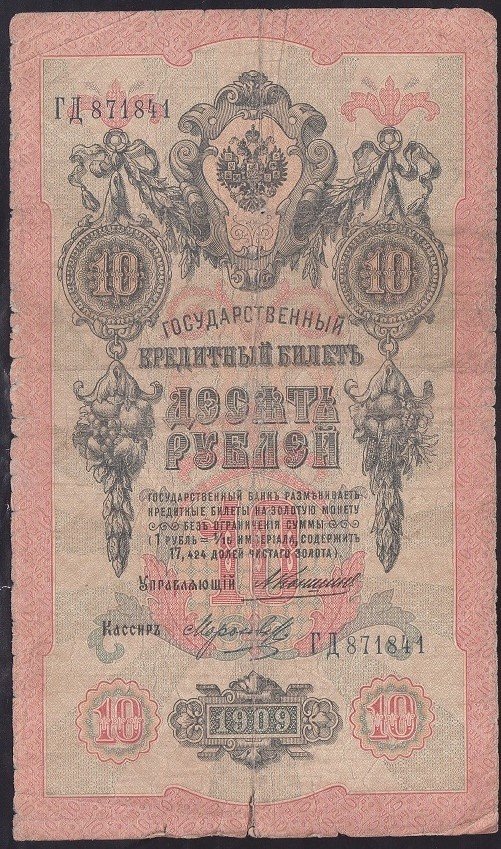 ГД 871841
10
10
ГОСУДАРСТВЕННЫЙ
КРЕДИТНЫЙ БИЛЕТЪ
ДЕСЯТЬ
РУБЛЕЙ
ГОСУДАРСТВЕННЫЙ БАНКЪ РАЗМѢНИВАЕТЪ
КРЕДИТНЫЕ БИЛЕТЫ НА ЗОЛОТУЮ МОНЕТУ
БЕЗЪ ОГРАНИЧЕНІЯ СУММЫ
(1 РУБЛЬ = 1/15 ИМПЕРІАЛА, СОДЕРЖИТЪ
17,424 ДОЛЕЙ ЧИСТАГО ЗОЛОТА).
10
УПРАВЛЯЮЩІЙ
КАССИРЪ
ГД 871841
10
1909
10